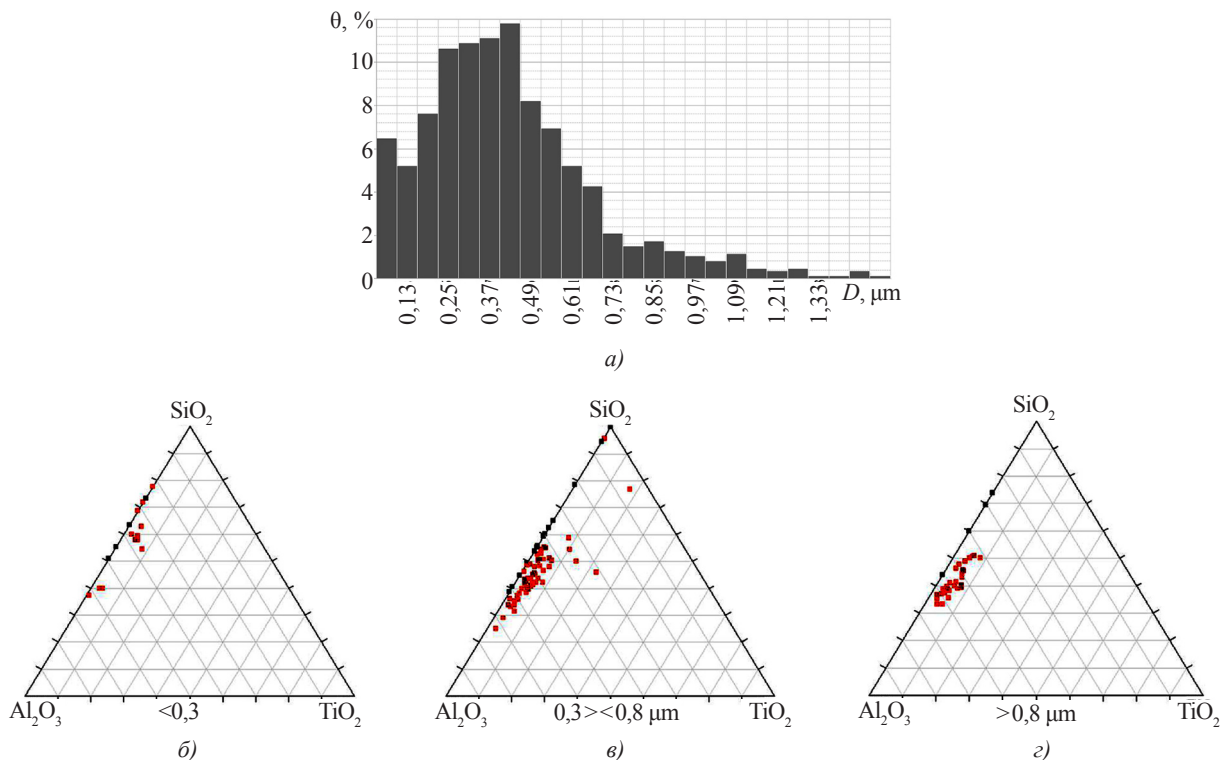 θ, %
10
8
6
4
2
0
0,13 0,25 0,37 0,49 0,61 0,73 0,85 0,97 1,09 1,21 1,33 D, μm
а)
SiO₂ SiO₂ SiO₂
Al₂O₃ <0,3 TiO₂ Al₂O₃ 0,3><0,8 μm TiO₂ Al₂O₃ >0,8 μm TiO₂
б) в) г)